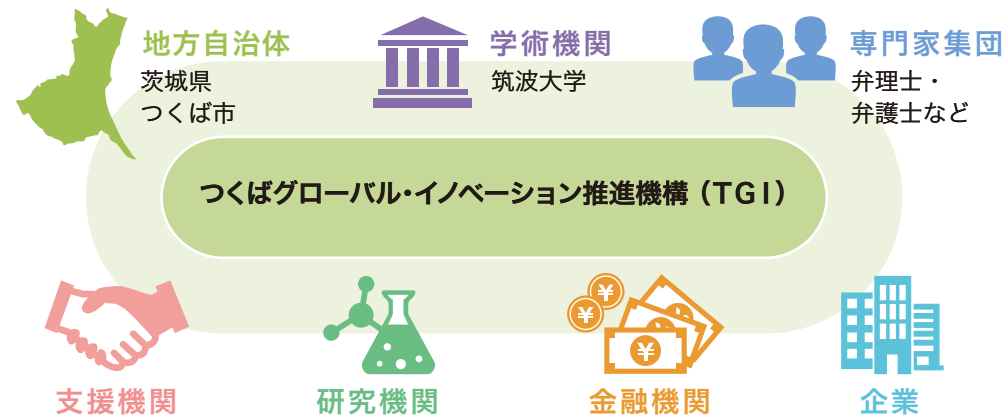 地方自治体
茨城県
つくば市
学術機関
筑波大学
専門家集団
弁理士・
弁護士など
つくばグローバル・イノベーション推進機構（TGI）
支援機関
研究機関
¥
¥
¥
金融機関
企業